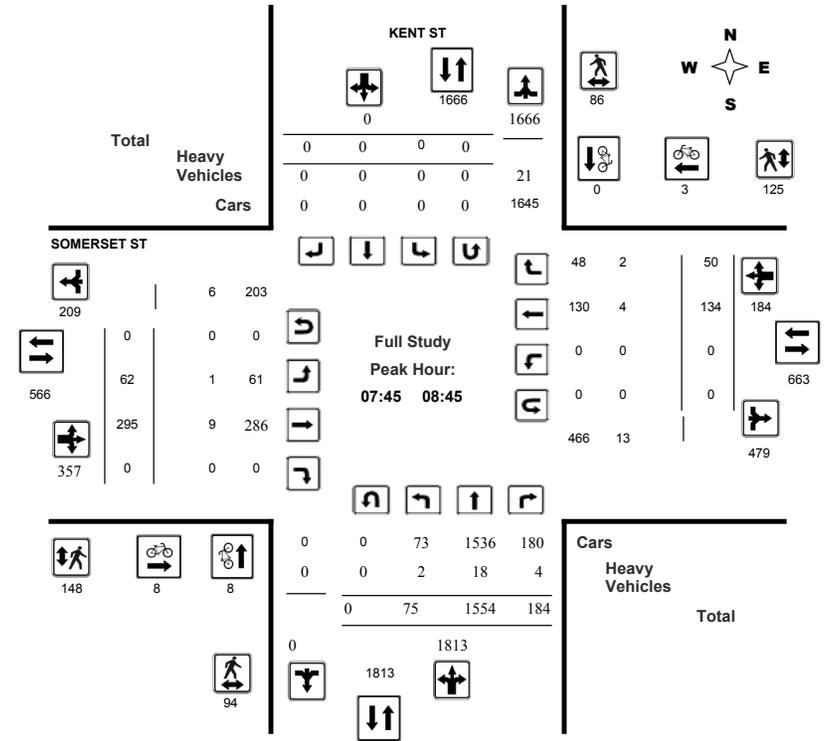 KENT ST
N
W E
S
1666
86
0 1666
Total
0 0 0 0
Heavy
Vehicles
0 0 0 0 21
Cars
0 0 0 0 1645
0 3 125
SOMERSET ST
209
6 203
48 2 50
130 4 134 184
0 0 0
566
Full Study
Peak Hour:
07:45 08:45
62 1 61
0 0 0
663
0 0 0
295 9 286
357
0 0 0
466 13
479
148 8 8
0 0 73 1536 180
Cars
0 0 2 18 4
Heavy
Vehicles
0 75 1554 184
Total
0 1813
1813
94